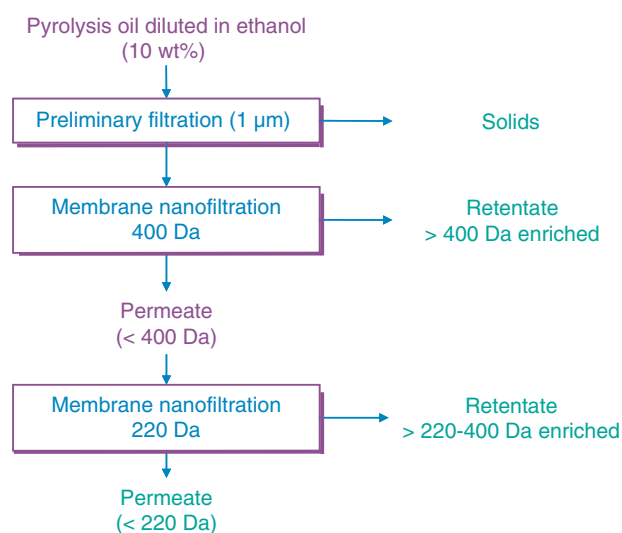 Pyrolysis oil diluted in ethanol
(10 wt%)
Preliminary filtration (1 µm)
Solids
Membrane nanofiltration
400 Da
Retentate
> 400 Da enriched
Permeate
(< 400 Da)
Membrane nanofiltration
220 Da
Retentate
> 220-400 Da enriched
Permeate
(< 220 Da)